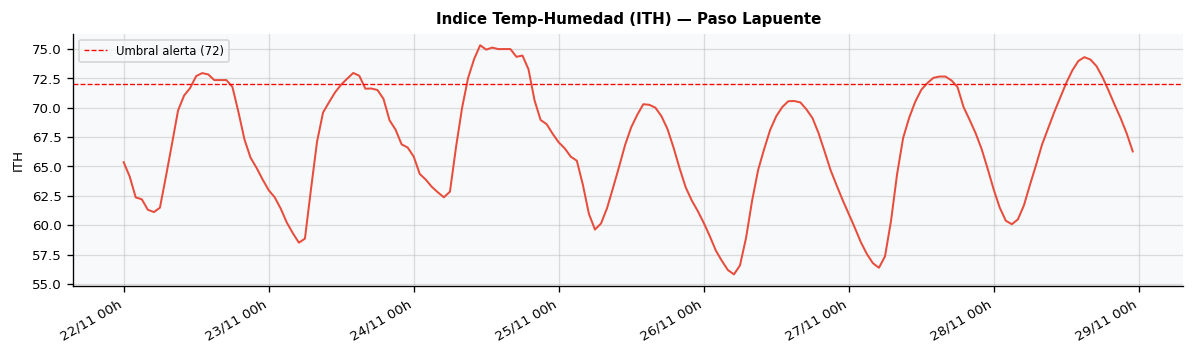 Indice Temp-Humedad (ITH) — Paso Lapuente
Umbral alerta (72)
ITH
75.0
72.5
70.0
67.5
65.0
62.5
60.0
57.5
55.0
22/11 00h
23/11 00h
24/11 00h
25/11 00h
26/11 00h
27/11 00h
28/11 00h
29/11 00h